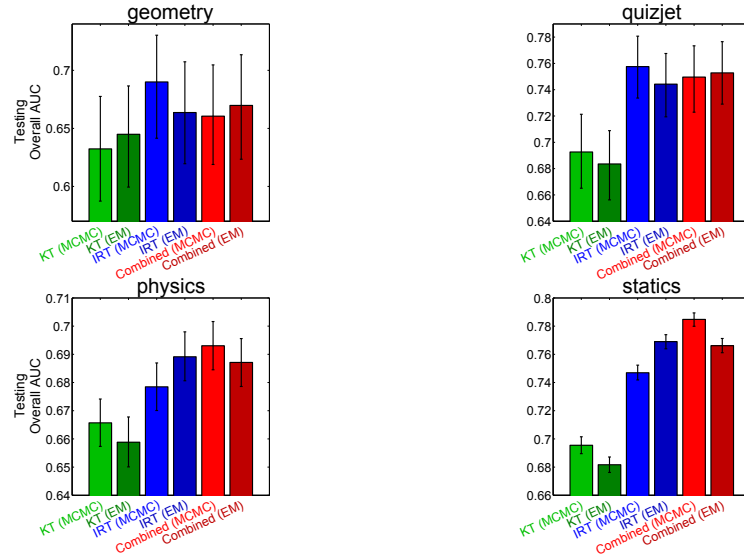 geometry
0.7
0.65
0.6
Testing
Overall AUC
KT (MCMC)
KT (EM)
IRT (MCMC)
IRT (EM)
Combined (MCMC)
Combined (EM)
quizjet
0.78
0.76
0.74
0.72
0.7
0.68
0.66
0.64
KT (MCMC)
KT (EM)
IRT (MCMC)
IRT (EM)
Combined (MCMC)
Combined (EM)
physics
0.71
0.7
0.69
0.68
0.67
0.66
0.65
0.64
Testing
Overall AUC
KT (MCMC)
KT (EM)
IRT (MCMC)
IRT (EM)
Combined (MCMC)
Combined (EM)
statics
0.8
0.78
0.76
0.74
0.72
0.7
0.68
0.66
KT (MCMC)
KT (EM)
IRT (MCMC)
IRT (EM)
Combined (MCMC)
Combined (EM)